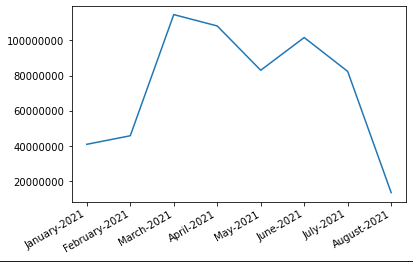 100000000
80000000
60000000
40000000
20000000
January-2021
February-2021
March-2021
April-2021
May-2021
June-2021
July-2021
August-2021